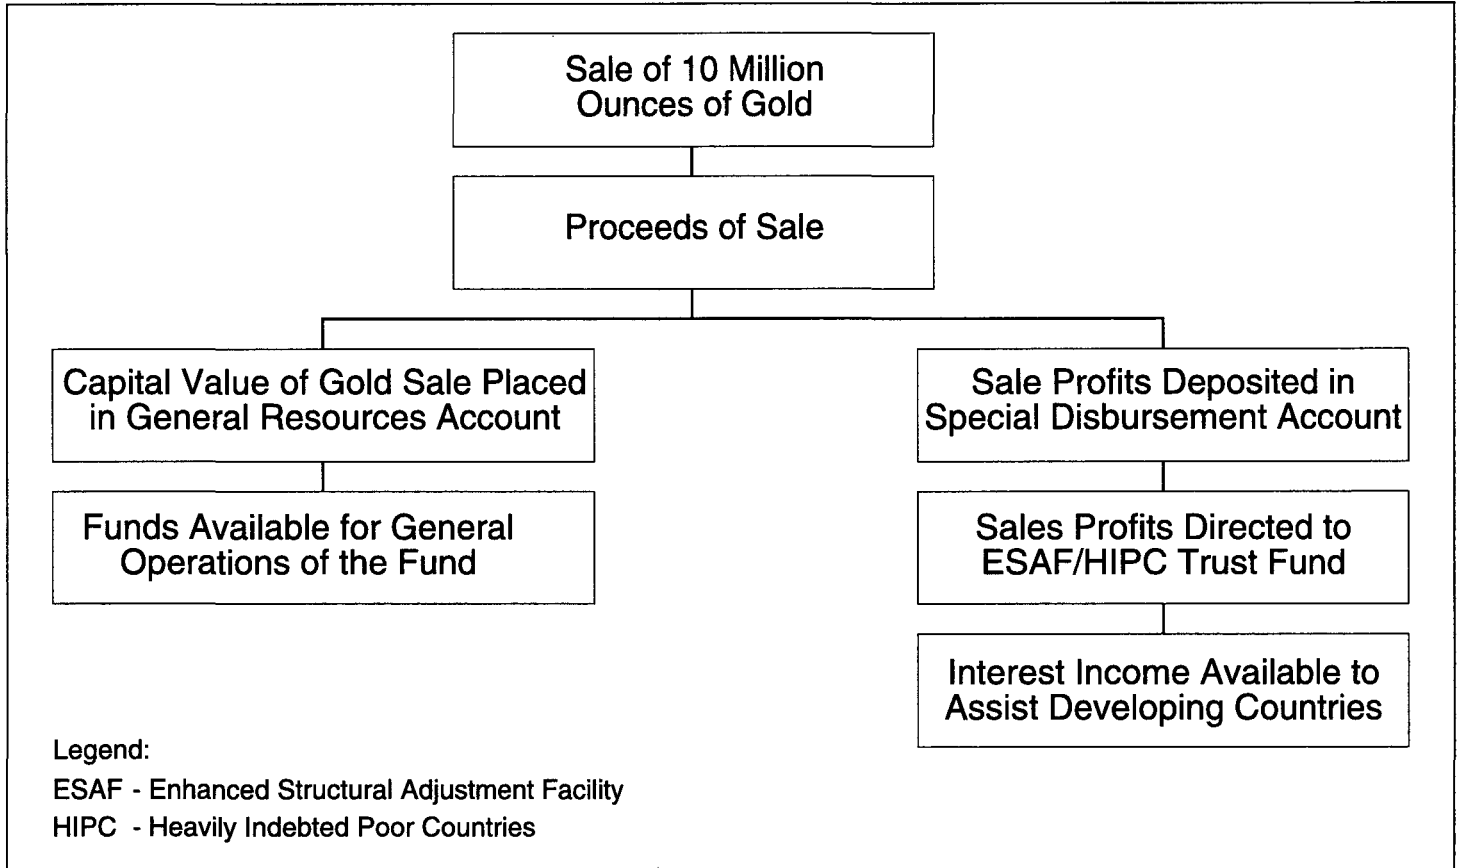 Sale of 10 Million
Ounces of Gold
Proceeds of Sale
Capital Value of Gold Sale Placed
in General Resources Account
Sale Profits Deposited in
Special Disbursement Account
Funds Available for General
Operations of the Fund
Sales Profits Directed to
ESAF/HIPC Trust Fund
Interest Income Available to
Assist Developing Countries
Legend:
ESAF - Enhanced Structural Adjustment Facility
HIPC - Heavily Indebted Poor Countries